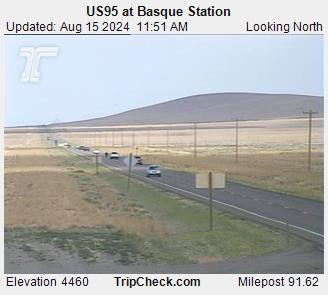 US95 at Basque Station
Updated: Aug 15 2024 11:51 AM Looking North
Elevation 4460 TripCheck.com Milepost 91.62